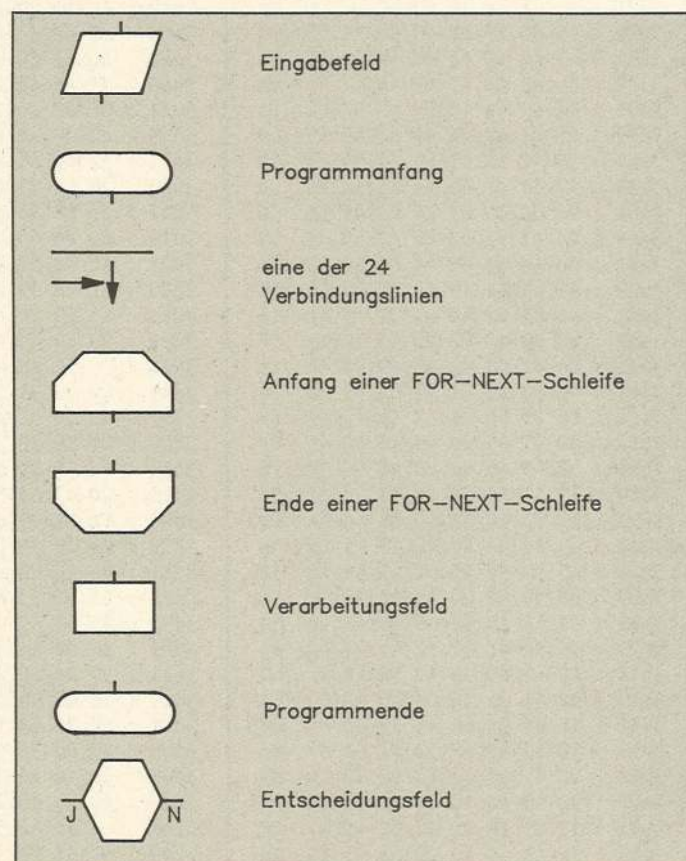 Eingabefeld
Programmanfang
eine der 24
Verbindungslinien
Anfang einer FOR-NEXT-Schleife
Ende einer FOR-NEXT-Schleife
Verarbeitungsfeld
Programmende
J N Entscheidungsfeld